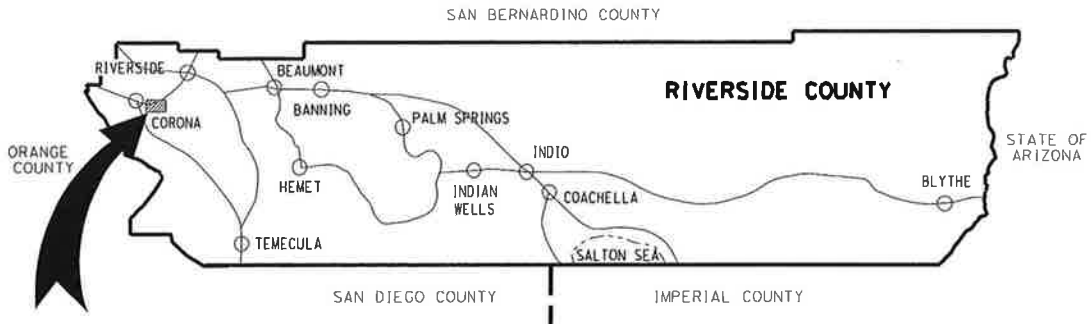 SAN BERNARDINO COUNTY
RIVERSIDE
BEAUMONT
RIVERSIDE COUNTY
BANNING
CORONA
PALM SPRINGS
ORANGE
COUNTY
STATE OF
ARIZONA
INDIO
HEMET
INDIAN
WELLS
COACHELLA
BLYTHE
TEMECULA
SALTON SEA
SAN DIEGO COUNTY
IMPERIAL COUNTY